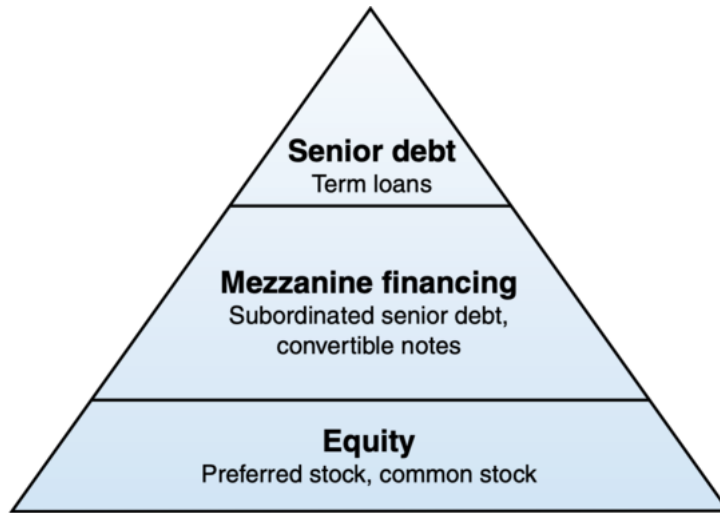 Senior debt
Term loans
Mezzanine financing
Subordinated senior debt,
convertible notes
Equity
Preferred stock, common stock